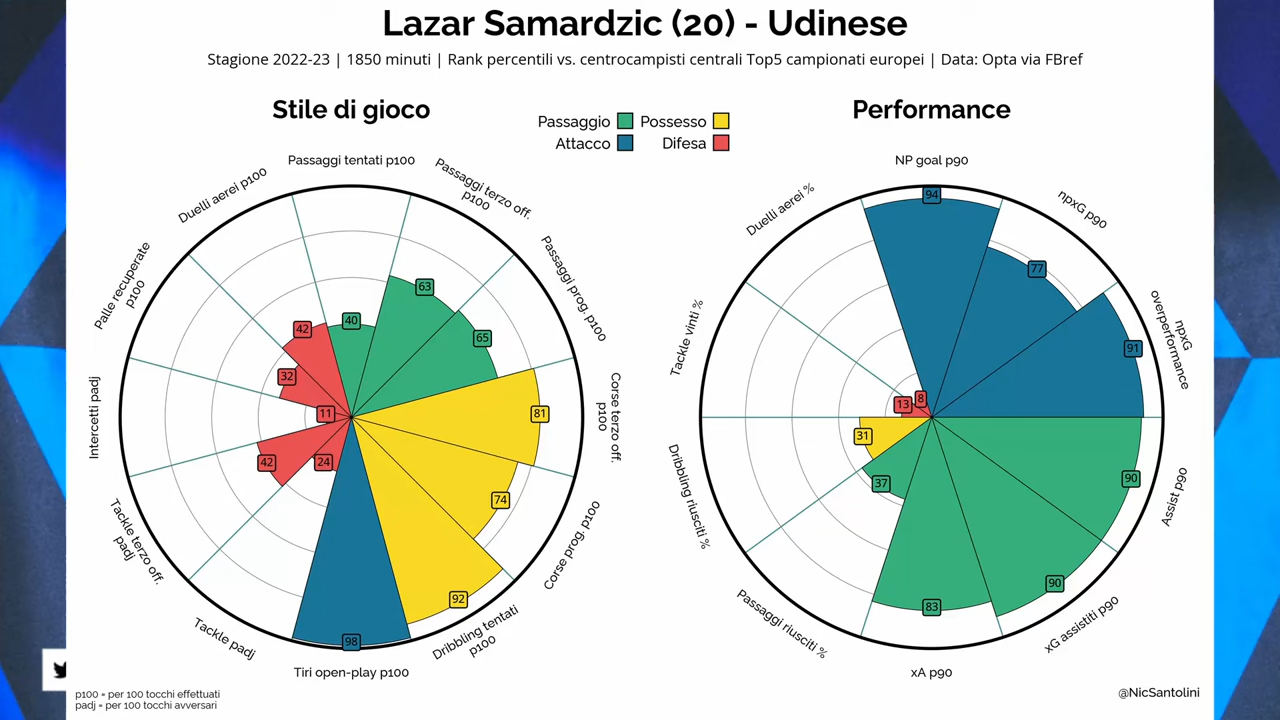 Lazar Samardzic (20) - Udinese
Stagione 2022-23 | 1850 minuti | Rank percentili vs. centrocampisti centrali Top5 campionati europei | Data: Opta via FBref
Stile di gioco
Passaggio
Possesso
Attacco
Difesa
Performance
Passaggi tentati p100
Passaggi terzo off.
p100
Passaggi prog. p100
Corse terzo off.
p100
Corse prog. p100
Dribbling tentati
p100
Tiri open-play p100
Tackle padj
Tackle terzo off.
padj
Intercetti padj
Palle recuperate
p100
Duelli aerei p100
40
63
65
81
74
92
98
24
42
11
32
42
NP goal p90
npxG p90
npxG
overperformance
Assist p90
xG assistiti p90
xA p90
Passaggi riusciti %
Dribbling riusciti %
Tackle vinti %
Duelli aerei %
94
77
91
90
90
83
37
31
13
8
p100 = per 100 tocchi effettuati
padj = per 100 tocchi avversari
@NicSantolini